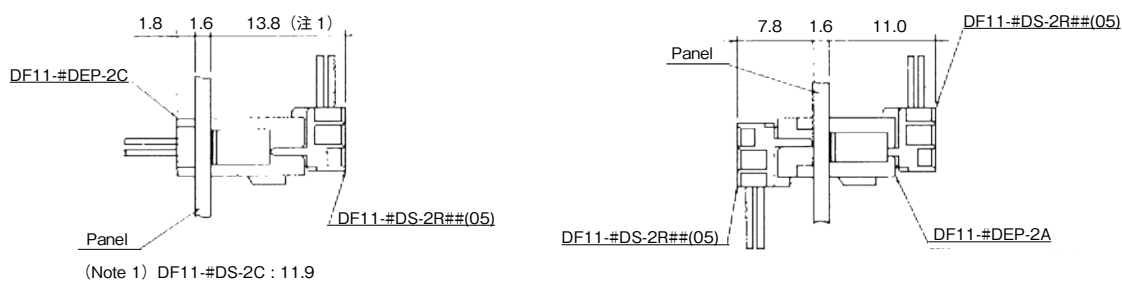 1.8 1.6 13.8（注 1）
DF11-#DEP-2C
DF11-#DS-2R##(05)
Panel
（Note 1）DF11-#DS-2C : 11.9
DF11-#DS-2R##(05)
7.8 1.6 11.0
Panel
DF11-#DS-2R##(05)
DF11-#DEP-2A